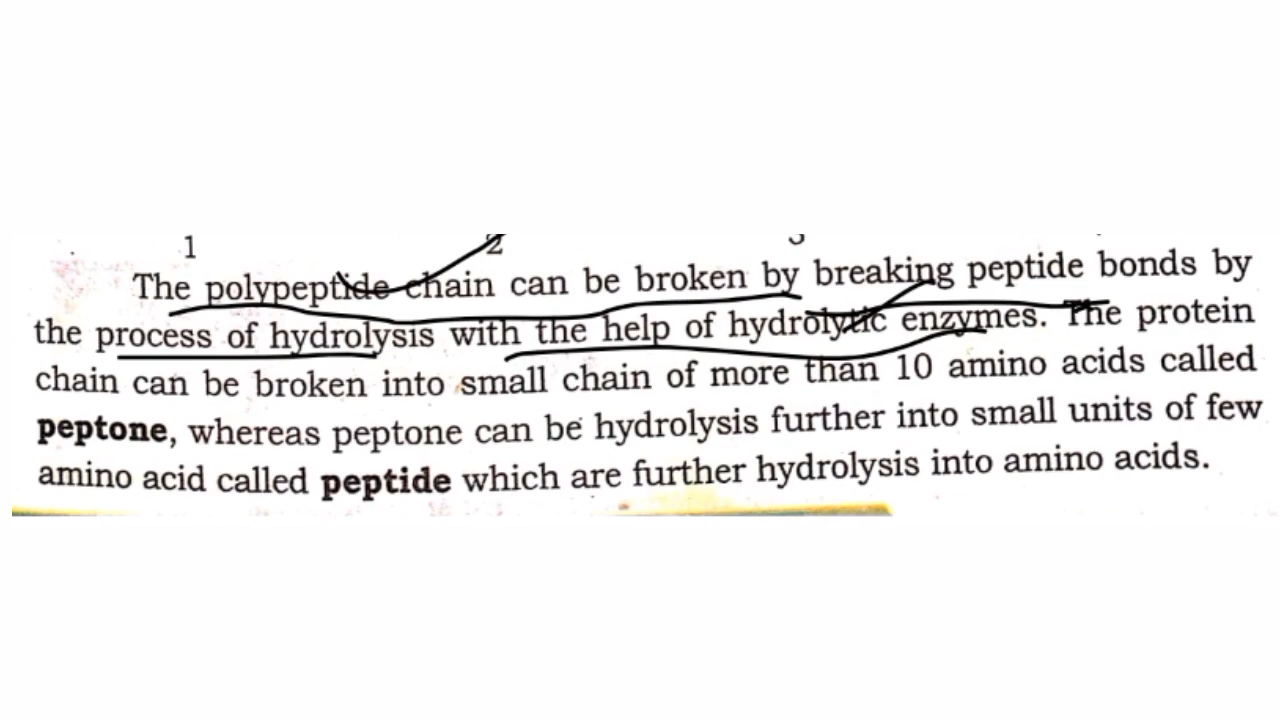 1 2
The polypeptide chain can be broken by breaking peptide bonds by
the process of hydrolysis with the help of hydrolytic enzymes. The protein
chain can be broken into small chain of more than 10 amino acids called
peptone, whereas peptone can be hydrolysis further into small units of few
amino acid called peptide which are further hydrolysis into amino acids.